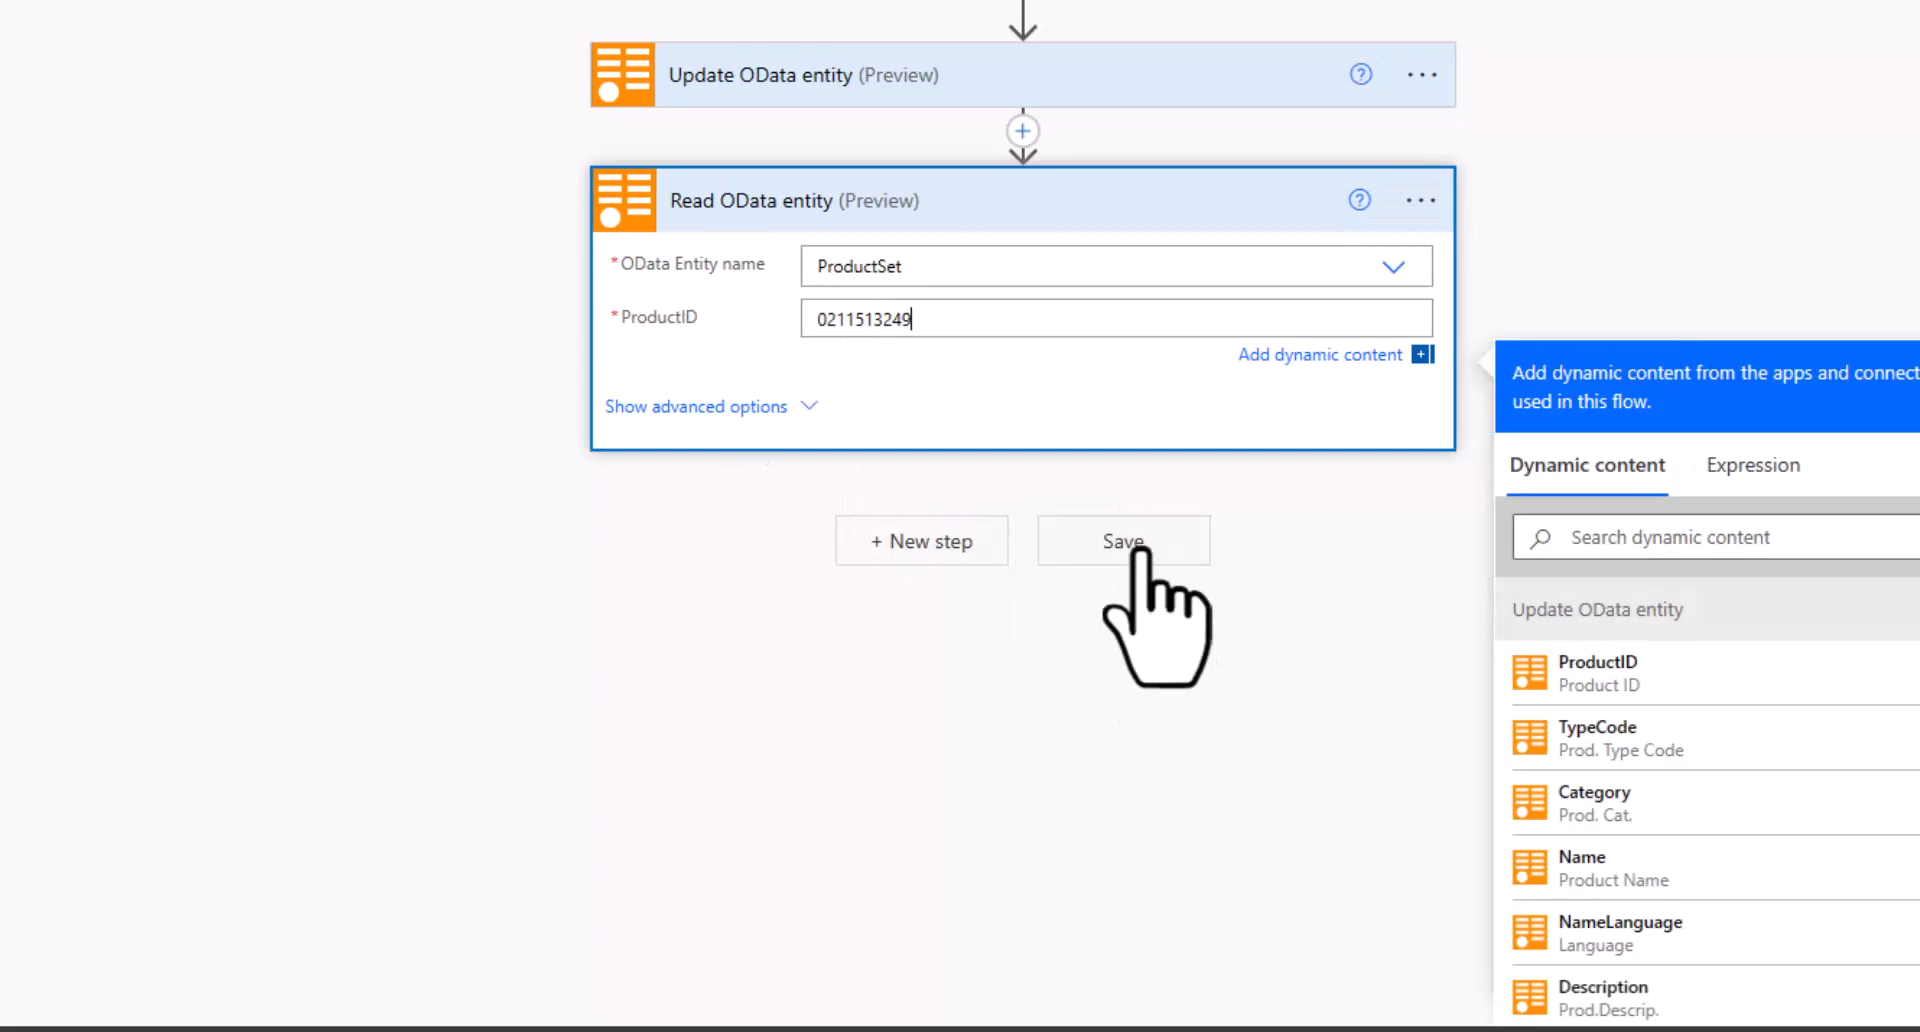 Update OData entity (Preview)
Read OData entity (Preview)
*OData Entity name
ProductSet
*ProductID
0211513249
Add dynamic content
Show advanced options
+ New step
Save
Add dynamic content from the apps and connect
used in this flow.
Dynamic content
Expression
Search dynamic content
Update OData entity
ProductID
Product ID
TypeCode
Prod. Type Code
Category
Prod. Cat.
Name
Product Name
NameLanguage
Language
Description
Prod.Descrip.